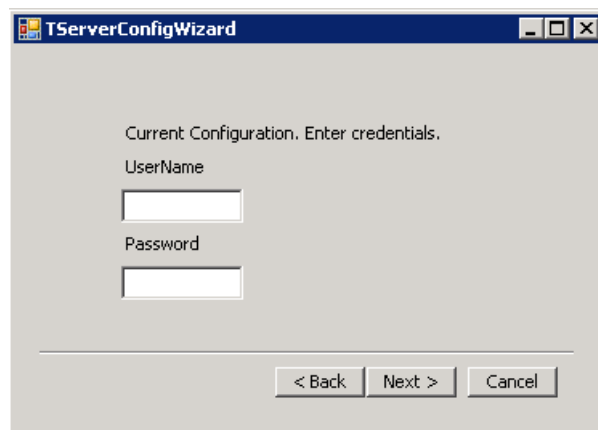 TServerConfigWizard
Current Configuration. Enter credentials.
UserName
Password
< Back Next > Cancel